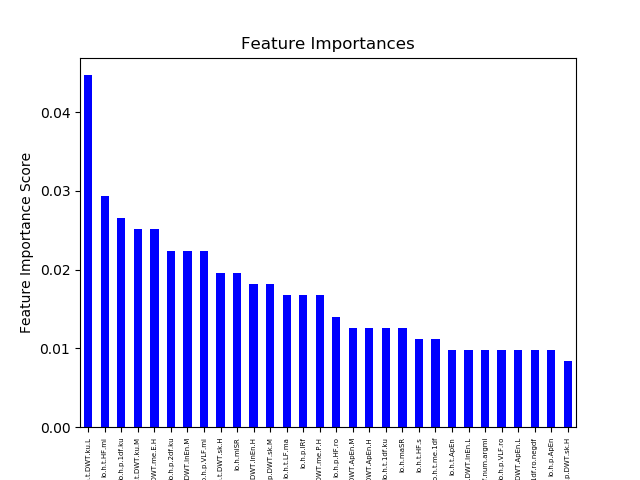 Feature Importances
Feature Importance Score
0.04
0.03
0.02
0.01
0.00
.t.DWT.ku.L
lo.h.t.HF.mi
lo.h.p.1df.ku
t.DWT.ku.M
DWT.me.E.H
lo.h.p.2df.ku
DWT.lnEn.M
lo.h.p.VLF.mi
.t.DWT.sk.H
lo.h.miSR
DWT.lnEn.H
p.DWT.sk.M
lo.h.t.LF.ma
lo.h.p.lRf
DWT.me.P.H
lo.h.p.HF.ro
DWT.ApEn.M
DWT.ApEn.H
lo.h.t.1df.ku
lo.h.maSR
lo.h.t.HF.s
lo.h.t.me.1df
lo.h.t.ApEn
DWT.lnEn.L
.num.argmi
lo.h.p.VLF.ro
DWT.ApEn.L
df.ro.negdf
lo.h.p.ApEn
p.DWT.sk.H